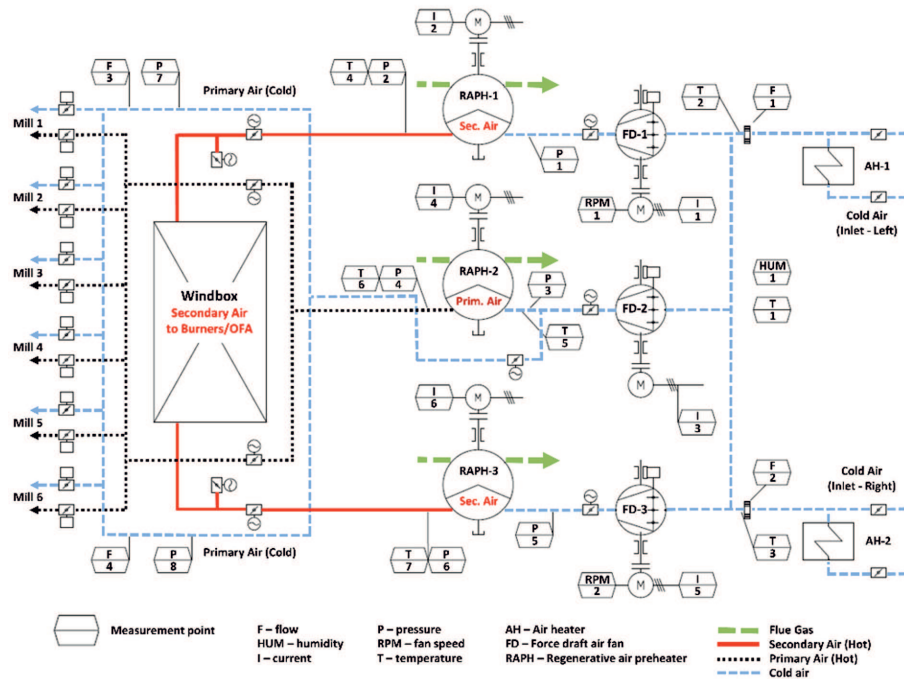 I
2
M
F
3
P
7
Primary Air (Cold)
T
4
P
2
RAPH-1
Sec. Air
FD-1
T
2
F
1
Mill 1
P
1
AH-1
RPM
1
M
I
1
Cold Air
(Inlet - Left)
Mill 2
I
4
M
Mill 3
Windbox
Secondary Air
to Burners/OFA
T
6
P
4
RAPH-2
Prim. Air
P
3
T
5
FD-2
HUM
1
T
1
Mill 4
M
I
3
I
6
M
Mill 5
RAPH-3
Sec. Air
FD-3
F
2
Cold Air
(Inlet - Right)
Mill 6
P
5
T
3
AH-2
F
4
P
8
Primary Air (Cold)
T
7
P
6
RPM
2
M
I
5
Measurement point
F – flow
HUM – humidity
I – current
P – pressure
RPM – fan speed
T – temperature
AH – Air heater
FD – Force draft air fan
RAPH – Regenerative air preheater
Flue Gas
Secondary Air (Hot)
Primary Air (Hot)
Cold air